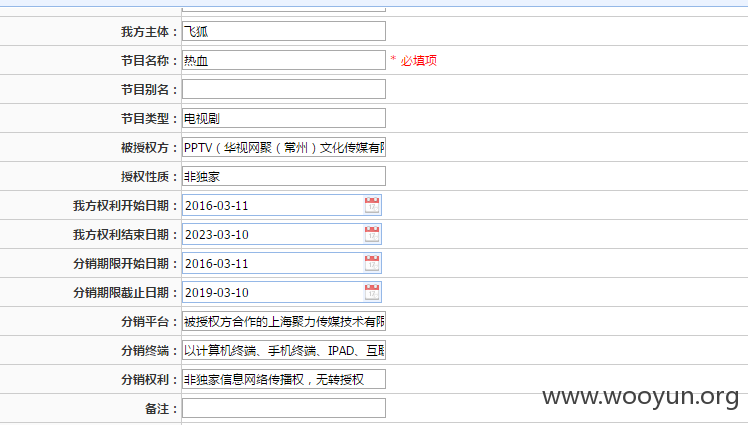 我方主体： 飞狐
节目名称： 热血 * 必填项
节目别名：
节目类型： 电视剧
被授权方： PPTV（华视网聚（常州）文化传媒有限
授权性质： 非独家
我方权利开始日期： 2016-03-11
我方权利结束日期： 2023-03-10
分销期限开始日期： 2016-03-11
分销期限截止日期： 2019-03-10
分销平台： 被授权方合作的上海聚力传媒技术有限
分销终端： 以计算机终端、手机终端、IPAD、互联
分销权利： 非独家信息网络传播权，无转授权
备注：
www.wooyun.org